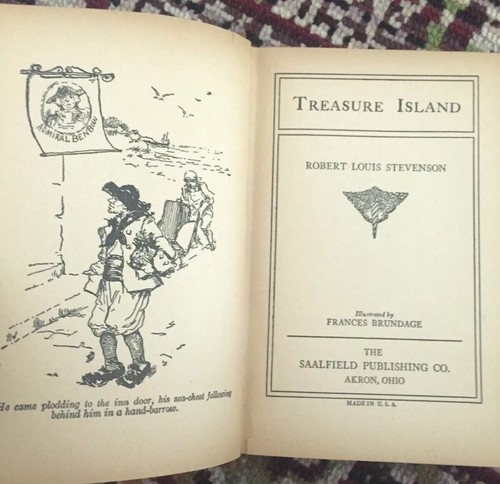 ADMIRAL BENBOW
He came plodding to the inn door, his sea-chest following
behind him in a hand-barrow.
TREASURE ISLAND
ROBERT LOUIS STEVENSON
Illustrated by
FRANCES BRUNDAGE
THE
SAALFIELD PUBLISHING CO.
AKRON, OHIO
MADE IN U. S. A.